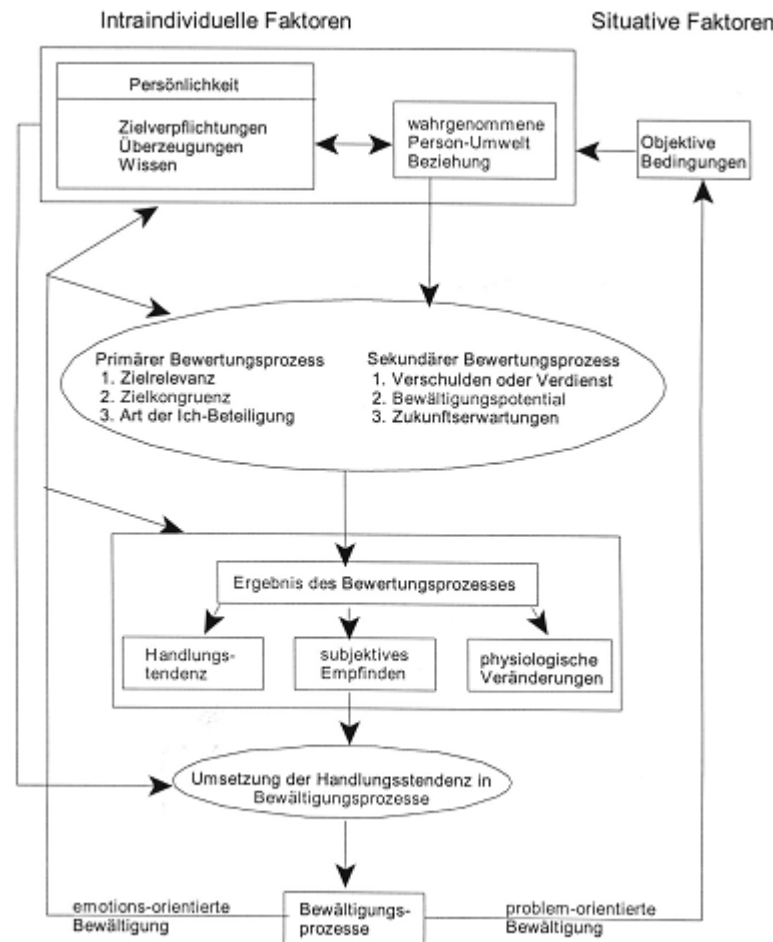 Intraindividuelle Faktoren
Situative Faktoren
Persönlichkeit
Zielverpflichtungen
Überzeugungen
Wissen
wahrgenommene
Person-Umwelt
Beziehung
Objektive
Bedingungen
Primärer Bewertungsprozess
1. Zielrelevanz
2. Zielkongruenz
3. Art der Ich-Beteiligung
Sekundärer Bewertungsprozess
1. Verschulden oder Verdienst
2. Bewältigungspotential
3. Zukunftserwartungen
Ergebnis des Bewertungsprozesses
Handlungs-
tendenz
subjektives
Empfinden
physiologische
Veränderungen
Umsetzung der Handlungsstendenz in
Bewältigungsprozesse
emotions-orientierte
Bewältigung
Bewältigungs-
prozesse
problem-orientierte
Bewältigung